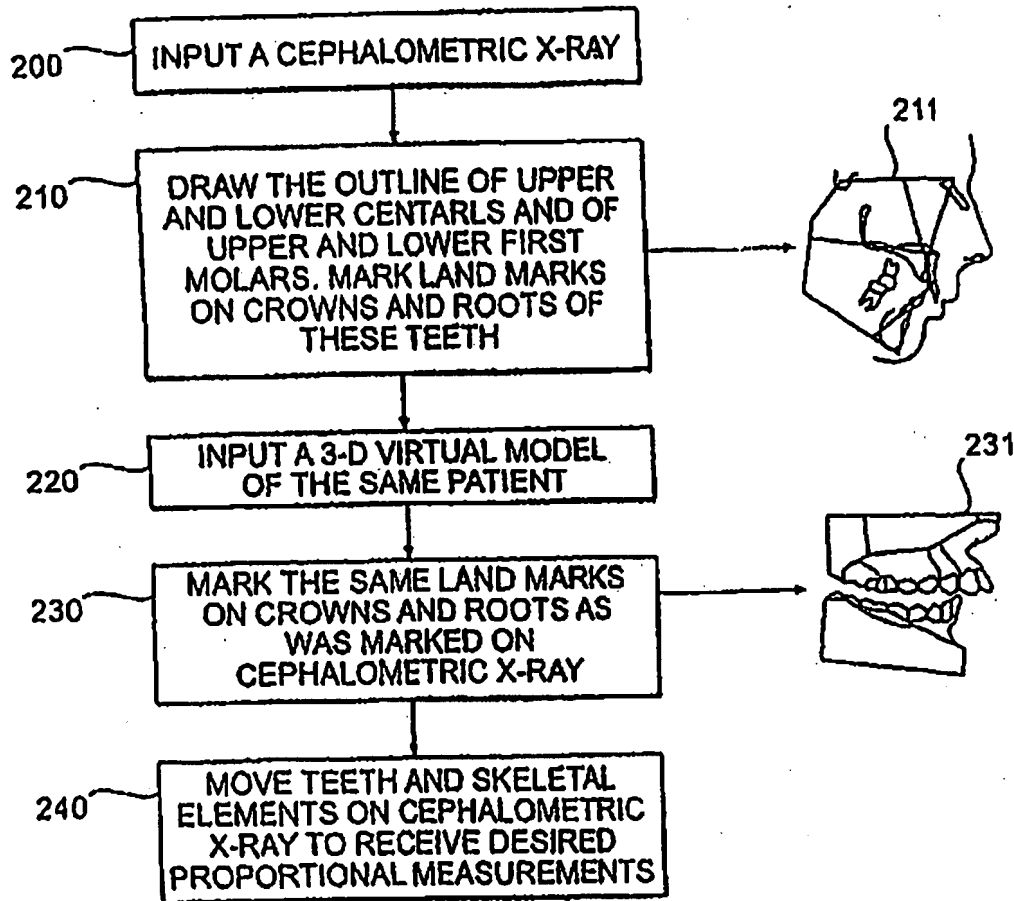 200
INPUT A CEPHALOMETRIC X-RAY
211
210
DRAW THE OUTLINE OF UPPER
AND LOWER CENTARLS AND OF
UPPER AND LOWER FIRST
MOLARS. MARK LAND MARKS
ON CROWNS AND ROOTS OF
THESE TEETH
220
INPUT A 3-D VIRTUAL MODEL
OF THE SAME PATIENT
231
230
MARK THE SAME LAND MARKS
ON CROWNS AND ROOTS AS
WAS MARKED ON
CEPHALOMETRIC X-RAY
240
MOVE TEETH AND SKELETAL
ELEMENTS ON CEPHALOMETRIC
X-RAY TO RECEIVE DESIRED
PROPORTIONAL MEASUREMENTS